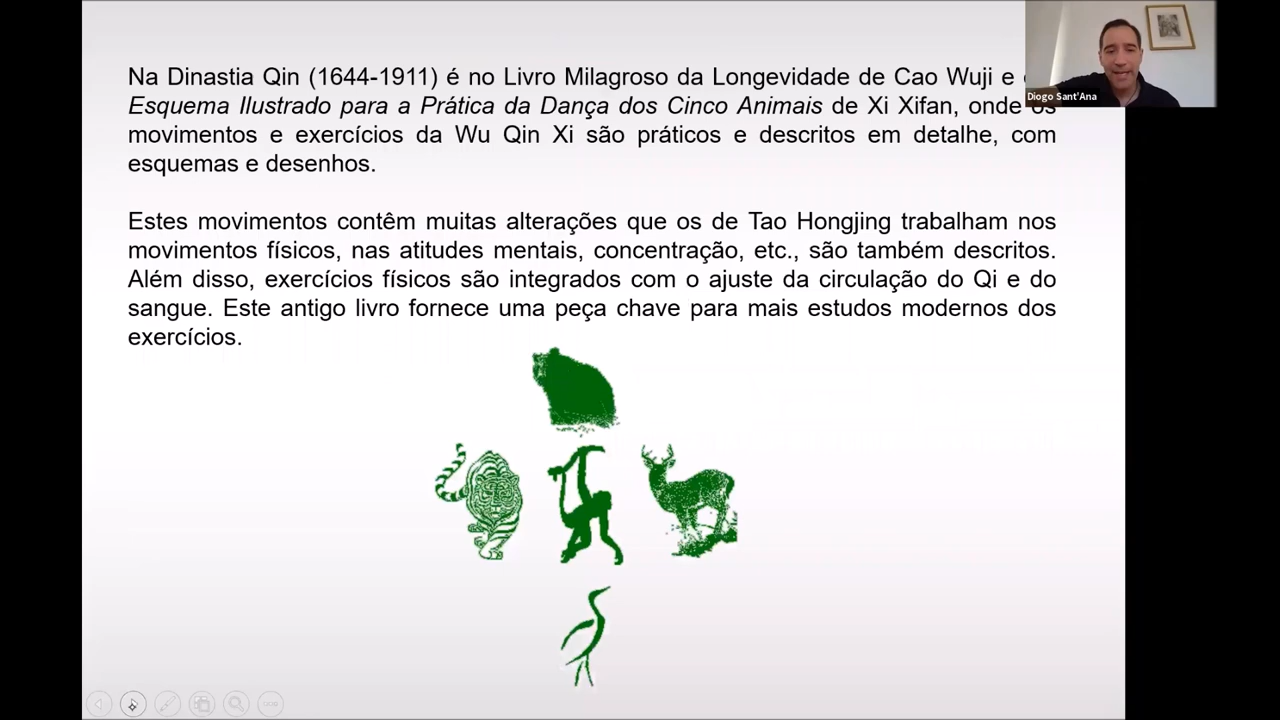 Na Dinastia Qin (1644-1911) é no Livro Milagroso da Longevidade de Cao Wuji e
Esquema Ilustrado para a Prática da Dança dos Cinco Animais de Xi Xifan, onde os
movimentos e exercícios da Wu Qin Xi são práticos e descritos em detalhe, com
esquemas e desenhos.
Estes movimentos contêm muitas alterações que os de Tao Hongjing trabalham nos
movimentos físicos, nas atitudes mentais, concentração, etc., são também descritos.
Além disso, exercícios físicos são integrados com o ajuste da circulação do Qi e do
sangue. Este antigo livro fornece uma peça chave para mais estudos modernos dos
exercícios.
Diogo Sant'Ana